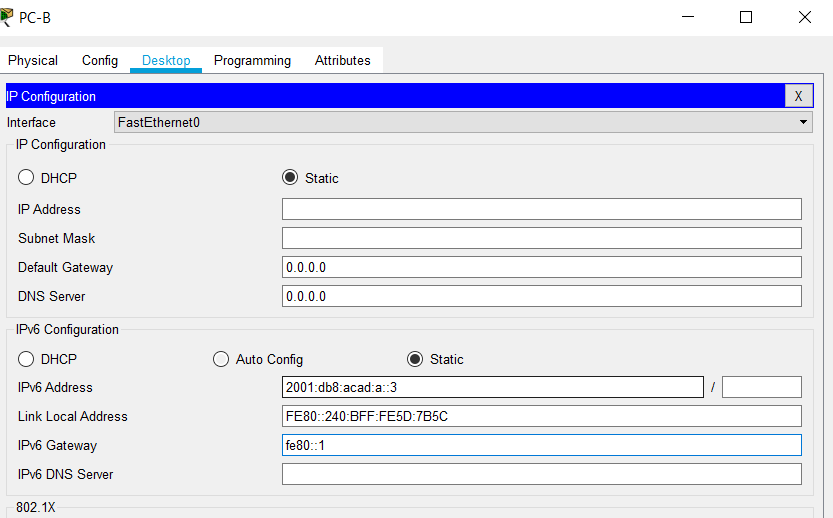 PC-B
Physical Config Desktop Programming Attributes
IP Configuration X
Interface FastEthernet0
IP Configuration
DHCP Static
IP Address
Subnet Mask
Default Gateway 0.0.0.0
DNS Server 0.0.0.0
IPv6 Configuration
DHCP Auto Config Static
IPv6 Address 2001:db8:acad:a::3 /
Link Local Address FE80::240:BFF:FE5D:7B5C
IPv6 Gateway fe80::1
IPv6 DNS Server
802.1X